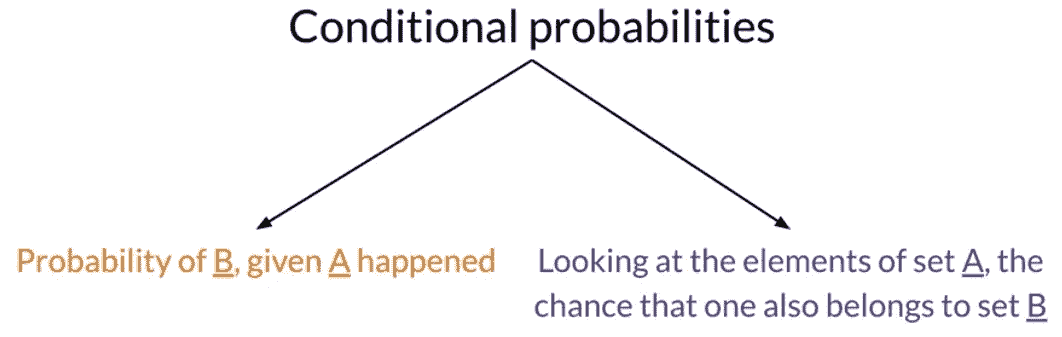 Conditional probabilities
Probability of B, given A happened
Looking at the elements of set A, the
chance that one also belongs to set B